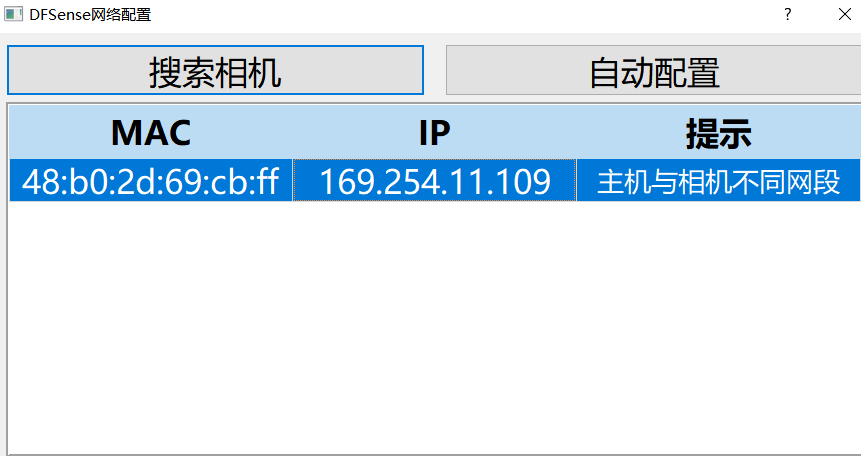 DFSense网络配置
搜索相机 自动配置
MAC IP 提示
48:b0:2d:69:cb:ff 169.254.11.109 主机与相机不同网段